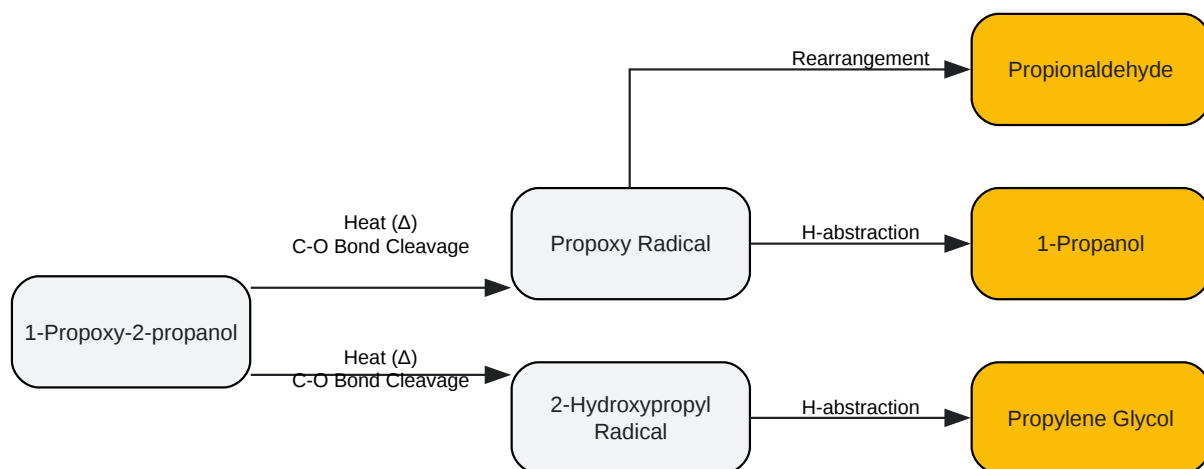 Rearrangement
Propionaldehyde
Heat (Δ)
C-O Bond Cleavage
Propoxy Radical
H-abstraction
1-Propanol
1-Propoxy-2-propanol
Heat (Δ)
C-O Bond Cleavage
2-Hydroxypropyl
Radical
H-abstraction
Propylene Glycol